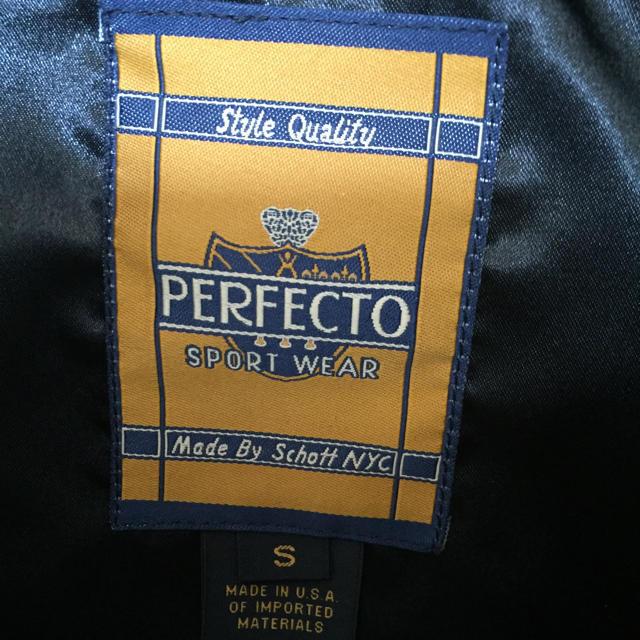 Style Quality
PERFECTO
SPORT WEAR
Made By Schott NYC
S
MADE IN U.S.A.
OF IMPORTED
MATERIALS